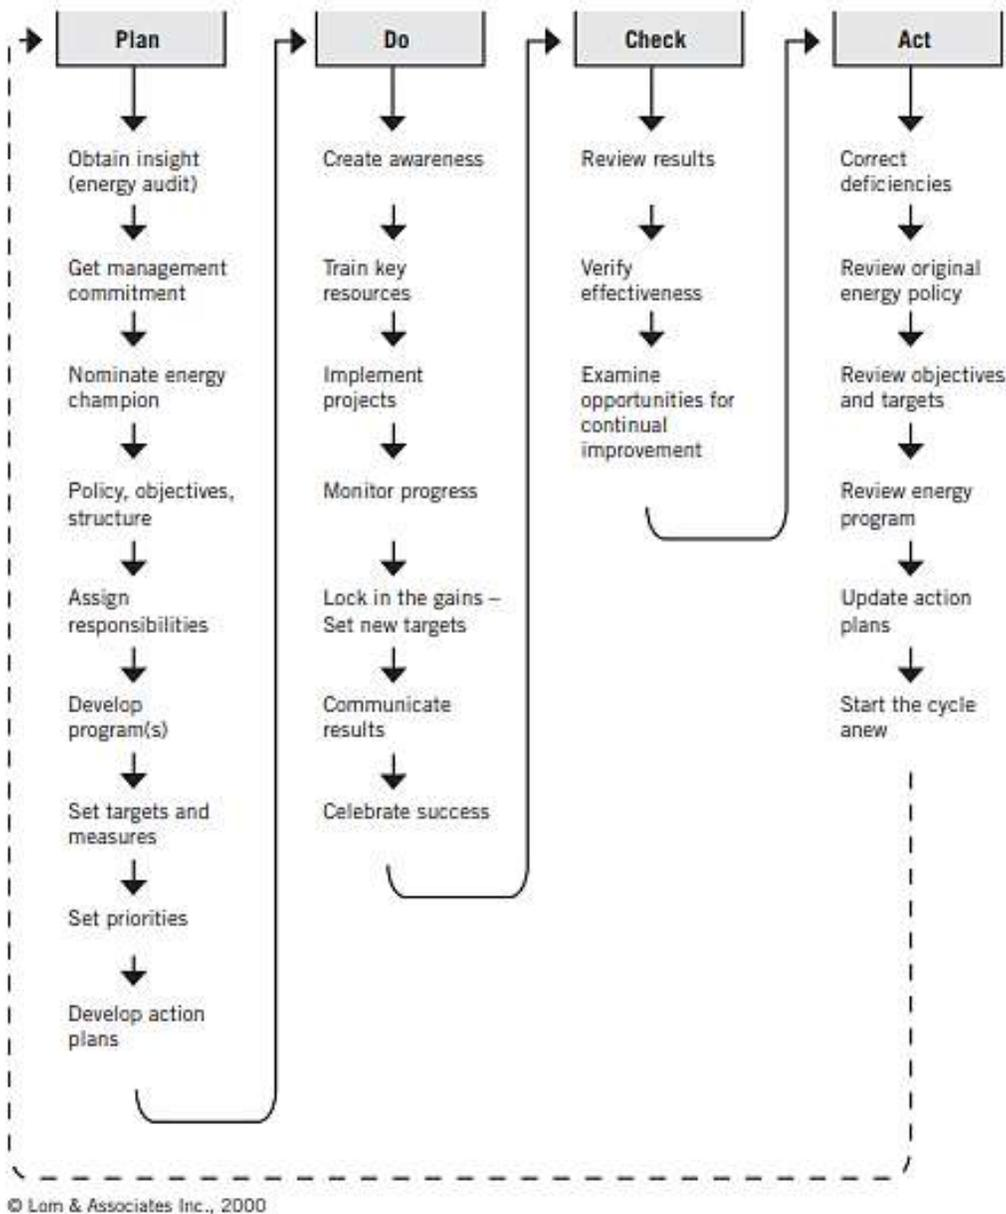 Plan
Obtain insight
(energy audit)
Get management
commitment
Nominate energy
champion
Policy, objectives,
structure
Assign
responsibilities
Develop
program(s)
Set targets and
measures
Set priorities
Develop action
plans
Do
Create awareness
Train key
resources
Implement
projects
Monitor progress
Lock in the gains –
Set new targets
Communicate
results
Celebrate success
Check
Review results
Verify
effectiveness
Examine
opportunities for
continual
improvement
Act
Correct
deficiencies
Review original
energy policy
Review objectives
and targets
Review energy
program
Update action
plans
Start the cycle
anew
© Lom & Associates Inc., 2000